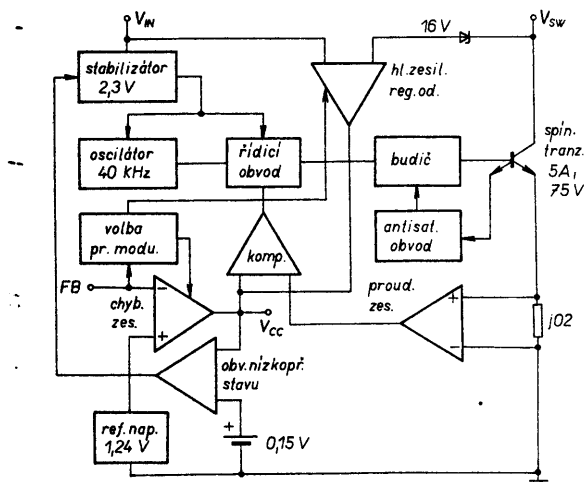 V_IN
16 V
V_SW
stabilizátor
2,3 V
hl. zesil.
reg. od.
oscilátor
40 KHz
řídicí
obvod
budič
spín.
tranz.
5A,
75 V
volba
pr. modu.
komp.
antisat.
obvod
FB
chyb.
zes.
V_CC
proud.
zes.
j02
obv. nízkopř.
stavu
ref. nap.
1,24 V
0,15 V